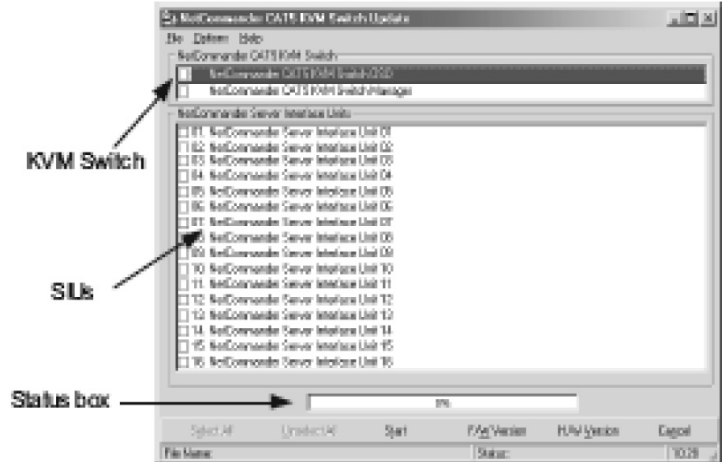 NetCommander CAT5 KVM Switch Update
File Options Help
NetCommander CAT5 KVM Switch
NetCommander CAT5 KVM Switch OSD
NetCommander CAT5 KVM Switch Manager
KVM Switch
NetCommander Server Interface Units
01. NetCommander Server Interface Unit 01
02. NetCommander Server Interface Unit 02
03. NetCommander Server Interface Unit 03
04. NetCommander Server Interface Unit 04
05. NetCommander Server Interface Unit 05
06. NetCommander Server Interface Unit 06
07. NetCommander Server Interface Unit 07
08. NetCommander Server Interface Unit 08
09. NetCommander Server Interface Unit 09
10. NetCommander Server Interface Unit 10
11. NetCommander Server Interface Unit 11
12. NetCommander Server Interface Unit 12
13. NetCommander Server Interface Unit 13
14. NetCommander Server Interface Unit 14
15. NetCommander Server Interface Unit 15
16. NetCommander Server Interface Unit 16
SIUs
Status box
0%
Select All Unselect All Start F/W Version H/W Version Cancel
File Name: Status: 10:29